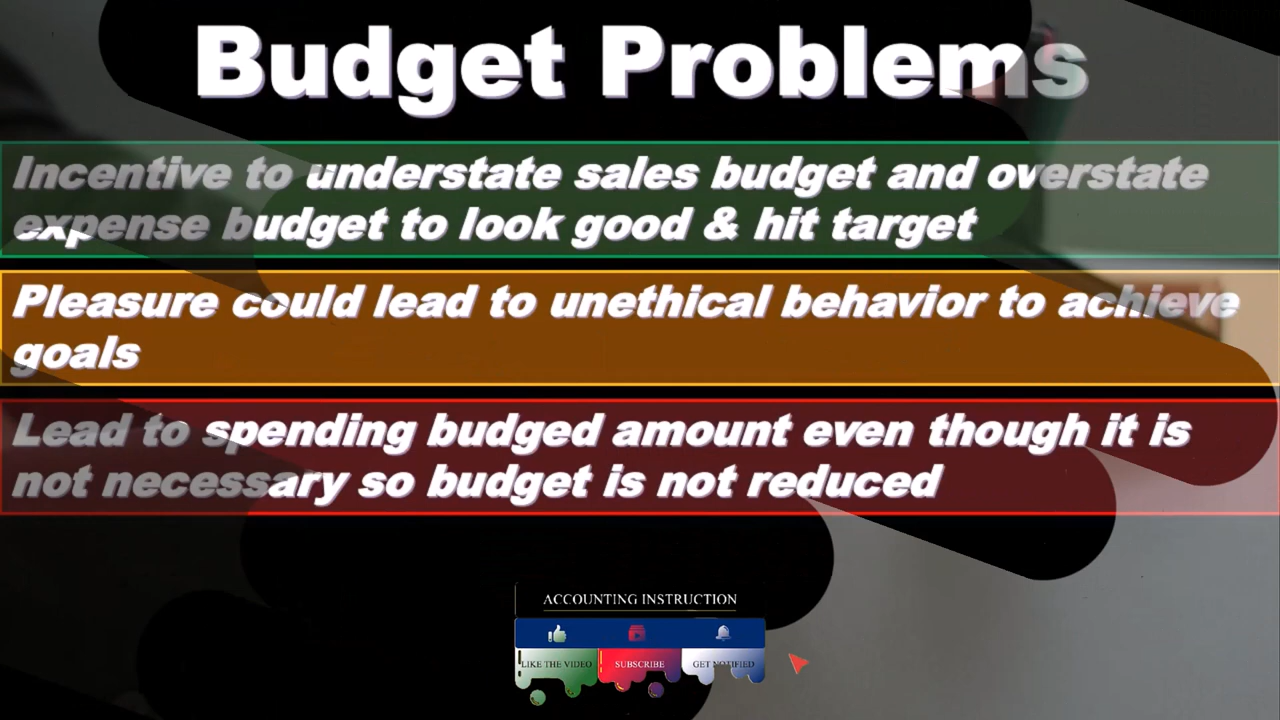 Budget Problems
Incentive to understate sales budget and overstate
expense budget to look good & hit target
Pleasure could lead to unethical behavior to achieve
goals
Lead to spending budged amount even though it is
not necessary so budget is not reduced
ACCOUNTING INSTRUCTION
LIKE THE VIDEO SUBSCRIBE GET NOTIFIED